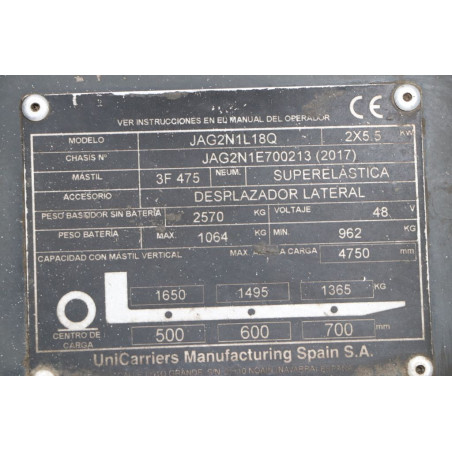 VER INSTRUCCIONES EN EL MANUAL DEL OPERADOR CE
MODELO JAG2N1L18Q 2X5.5 KW
CHASIS Nº JAG2N1E700213 (2017)
MÁSTIL 3F 475 NEUM. SUPERELÁSTICA
ACCESORIO DESPLAZADOR LATERAL
PESO BASIDOR SIN BATERÍA 2570 KG VOLTAJE 48 V
PESO BATERÍA MAX. 1064 KG MIN. 962 KG
CAPACIDAD CON MÁSTIL VERTICAL MAX. A CARGA 4750 mm
1650 1495 1365 KG
CENTRO DE CARGA 500 600 700 mm
UniCarriers Manufacturing Spain S.A.